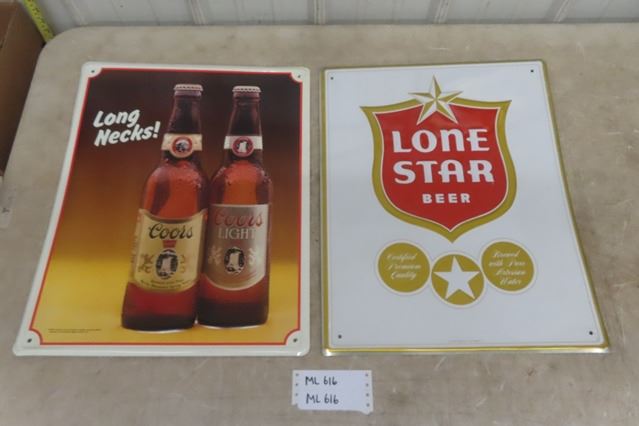 Long
Necks!
Coors
Coors
LIGHT
LONE
STAR
BEER
Certified
Premium
Quality
Brewed
with Pure
Artesian
Water
ML 616
ML 616